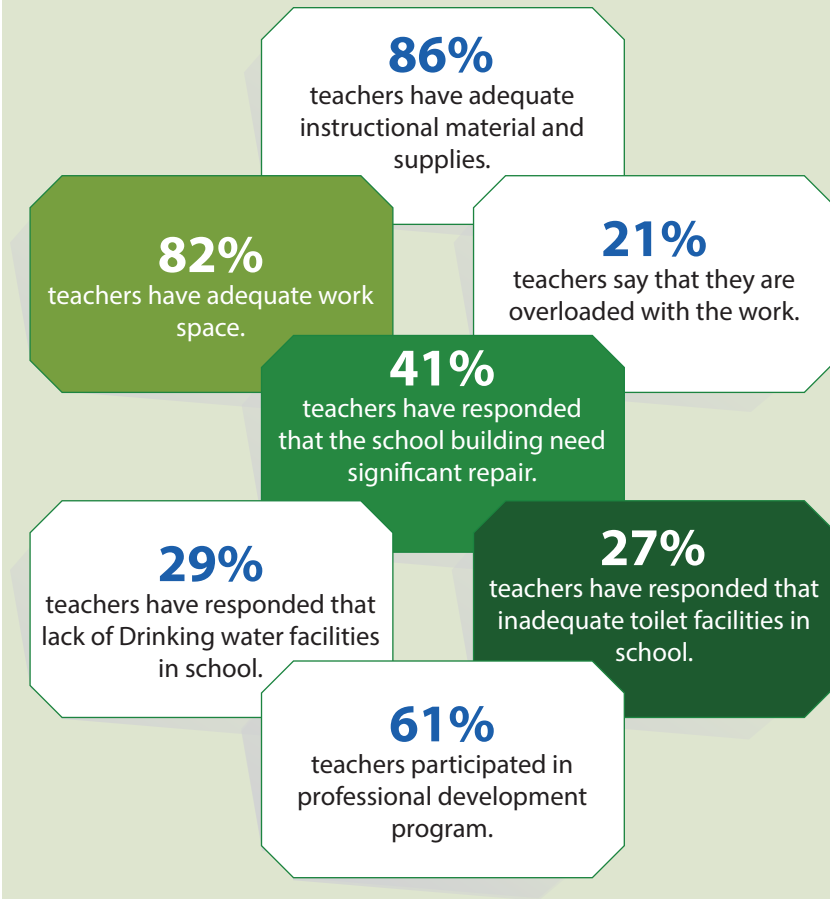 86%
teachers have adequate
instructional material and
supplies.
82%
teachers have adequate work
space.
21%
teachers say that they are
overloaded with the work.
41%
teachers have responded
that the school building need
significant repair.
29%
teachers have responded that
lack of Drinking water facilities
in school.
27%
teachers have responded that
inadequate toilet facilities in
school.
61%
teachers participated in
professional development
program.